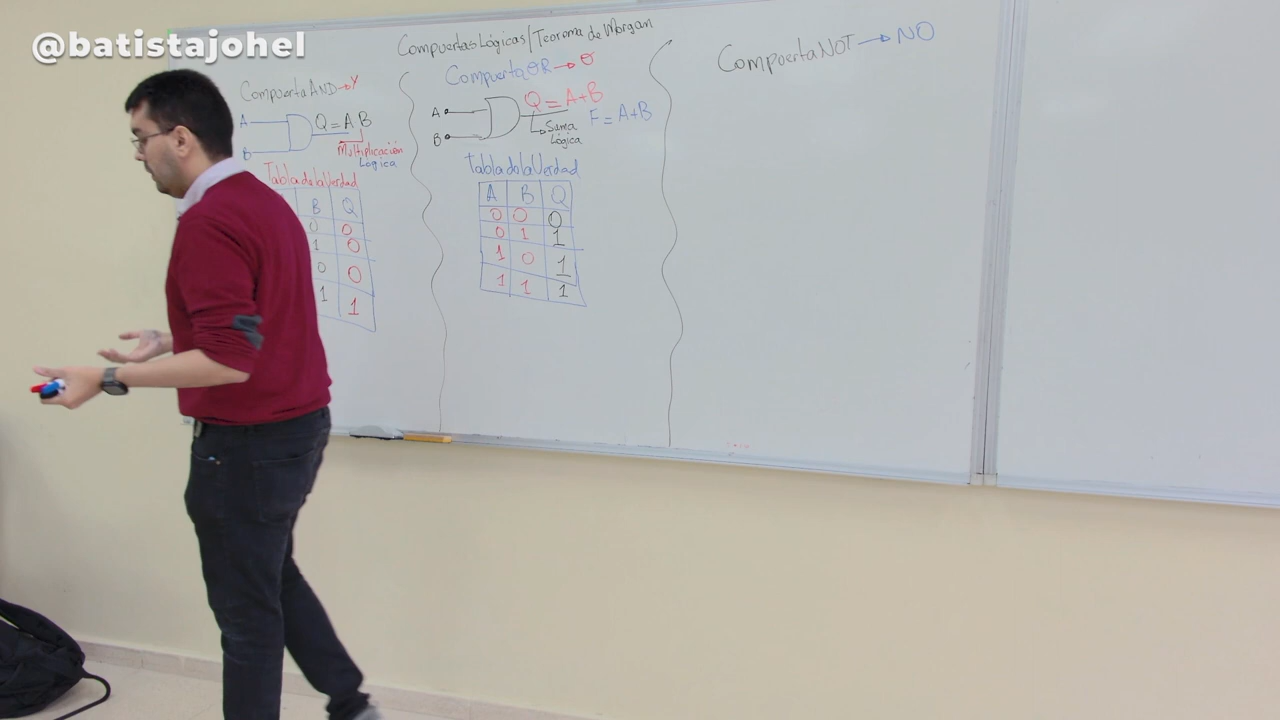 @batistajohel
Compuertas Lógicas/Teorema de Morgan
Compuerta AND→Y
A
B
Q=AB
Multiplicación
Lógica
Tabla de la Verdad
B Q
0 0
1 0
0 0
1 1
Compuerta OR→O
A
B
Q=A+B
F=A+B
Suma
Lógica
Tabla de la Verdad
A B Q
0 0 0
0 1 1
1 0 1
1 1 1
Compuerta NOT→NO